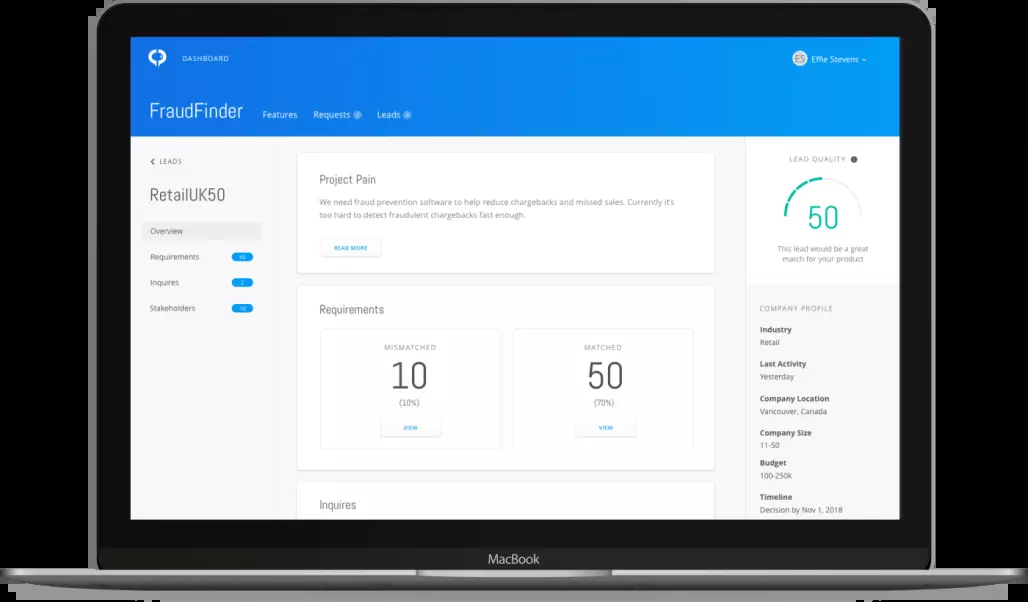 DASHBOARD
Effie Stevens
FraudFinder
Features
Requests
Leads
LEADS
RetailUK50
Overview
Requirements
Inquires
2
Stakeholders
10
Project Pain
We need fraud prevention software to help reduce chargebacks and missed sales. Currently it's
too hard to detect fraudulent chargebacks fast enough.
READ MORE
Requirements
MISMATCHED
10
(10%)
VIEW
MATCHED
50
(70%)
VIEW
Inquires
LEAD QUALITY
50
This lead would be a great
match for your product
COMPANY PROFILE
Industry
Retail
Last Activity
Yesterday
Company Location
Vancouver, Canada
Company Size
11-50
Budget
100-250k
Timeline
Decision by Nov 1, 2018
MacBook